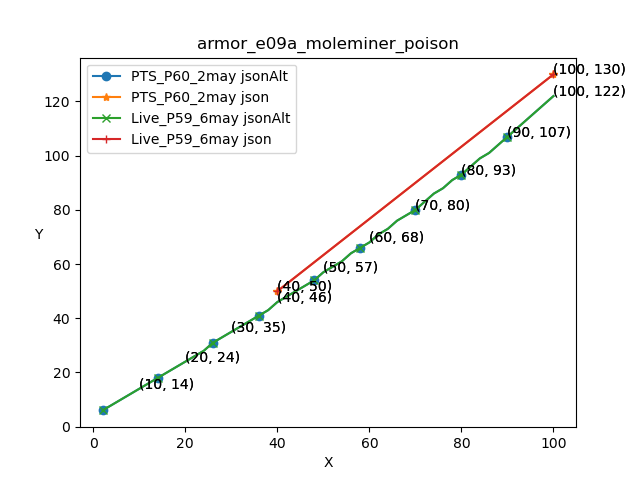 armor_e09a_moleminer_poison
PTS_P60_2may jsonAlt
PTS_P60_2may json
Live_P59_6may jsonAlt
Live_P59_6may json
(100, 130)
(100, 122)
(90, 107)
(80, 93)
(70, 80)
(60, 68)
(50, 57)
(40, 50)
(40, 46)
(30, 35)
(20, 24)
(10, 14)
Y
120
100
80
60
40
20
0
0 20 40 60 80 100
X